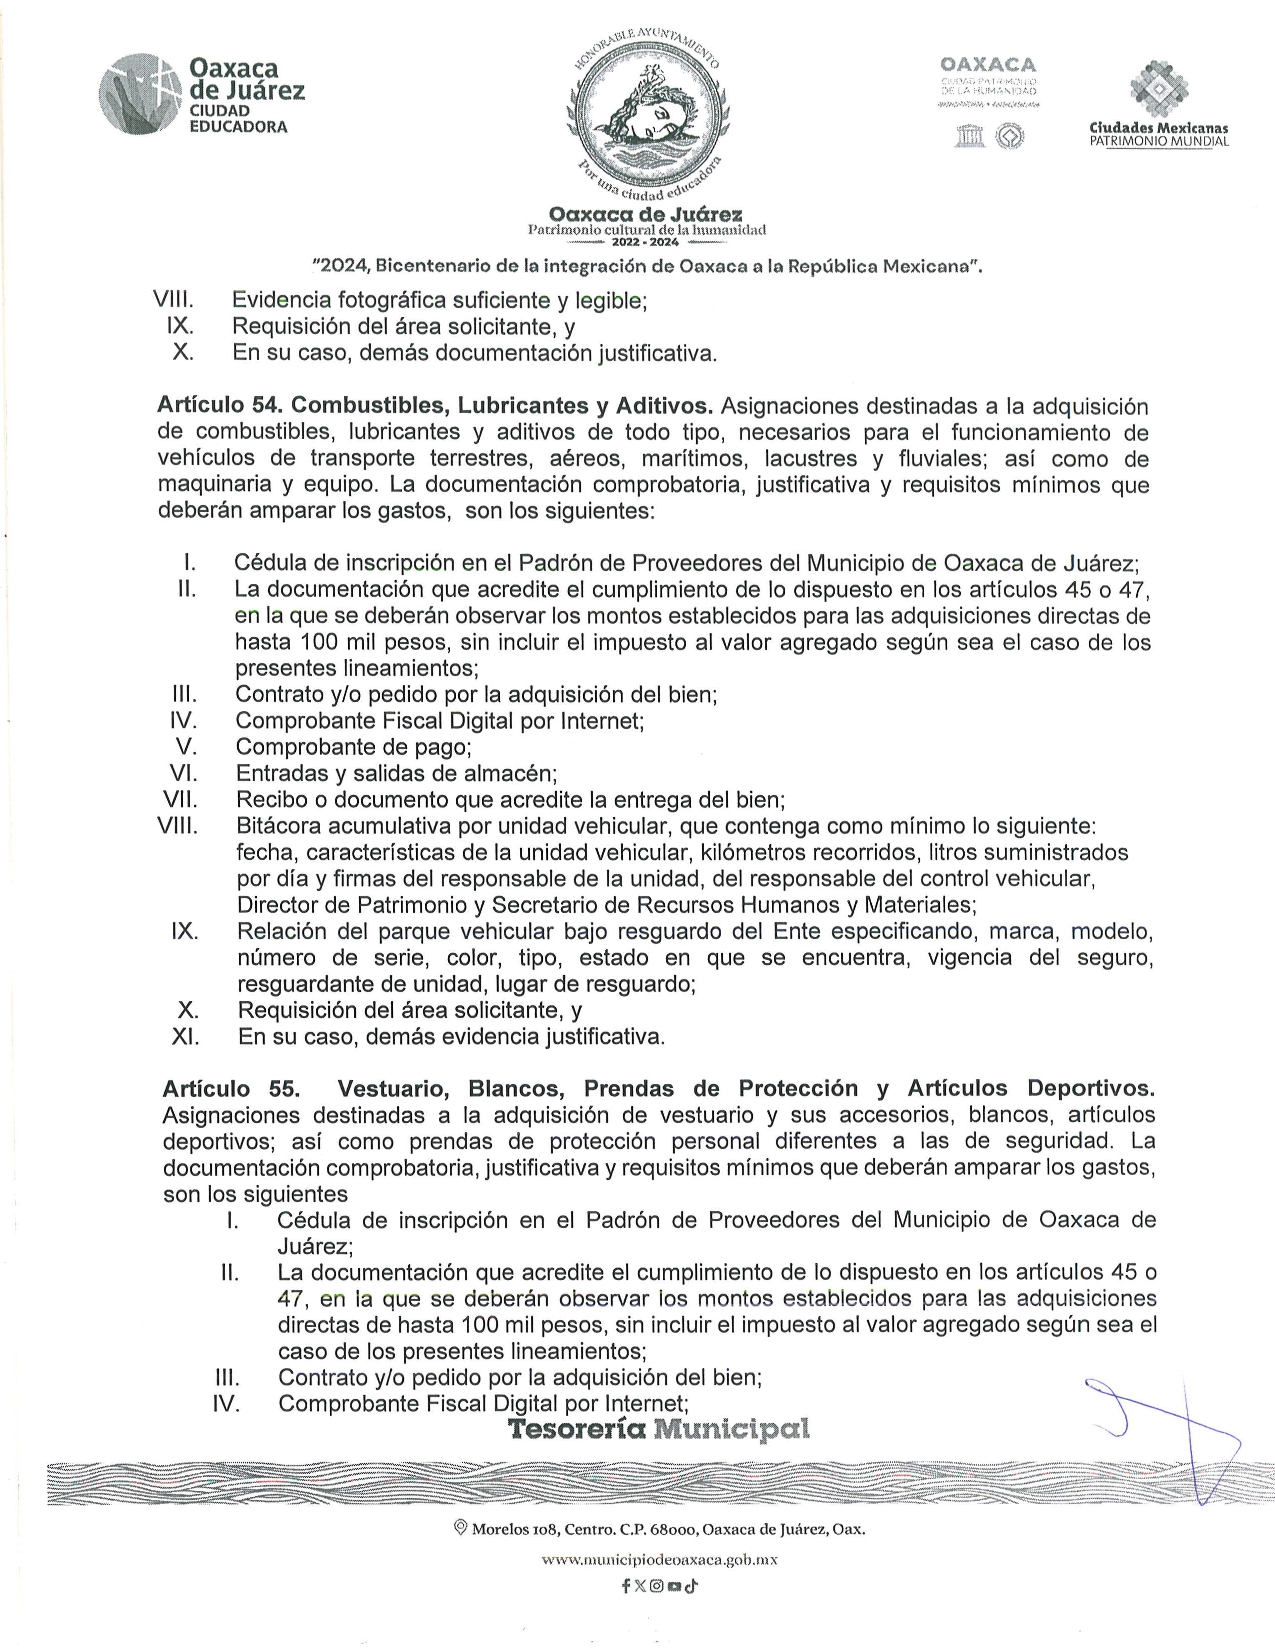 Oaxaca
de Juárez
CIUDAD
EDUCADORA
HONORABLE AYUNTAMIENTO
Por una ciudad educadora
Oaxaca de Juárez
Patrimonio cultural de la humanidad
2022 - 2024
OAXACA
CIUDAD PATRIMONIO
DE LA HUMANIDAD
Ciudades Mexicanas
PATRIMONIO MUNDIAL
"2024, Bicentenario de la integración de Oaxaca a la República Mexicana".
VIII. Evidencia fotográfica suficiente y legible;
IX. Requisición del área solicitante, y
X. En su caso, demás documentación justificativa.
Artículo 54. Combustibles, Lubricantes y Aditivos. Asignaciones destinadas a la adquisición
de combustibles, lubricantes y aditivos de todo tipo, necesarios para el funcionamiento de
vehículos de transporte terrestres, aéreos, marítimos, lacustres y fluviales; así como de
maquinaria y equipo. La documentación comprobatoria, justificativa y requisitos mínimos que
deberán amparar los gastos, son los siguientes:
I. Cédula de inscripción en el Padrón de Proveedores del Municipio de Oaxaca de Juárez;
II. La documentación que acredite el cumplimiento de lo dispuesto en los artículos 45 o 47,
en la que se deberán observar los montos establecidos para las adquisiciones directas de
hasta 100 mil pesos, sin incluir el impuesto al valor agregado según sea el caso de los
presentes lineamientos;
III. Contrato y/o pedido por la adquisición del bien;
IV. Comprobante Fiscal Digital por Internet;
V. Comprobante de pago;
VI. Entradas y salidas de almacén;
VII. Recibo o documento que acredite la entrega del bien;
VIII. Bitácora acumulativa por unidad vehicular, que contenga como mínimo lo siguiente:
fecha, características de la unidad vehicular, kilómetros recorridos, litros suministrados
por día y firmas del responsable de la unidad, del responsable del control vehicular,
Director de Patrimonio y Secretario de Recursos Humanos y Materiales;
IX. Relación del parque vehicular bajo resguardo del Ente especificando, marca, modelo,
número de serie, color, tipo, estado en que se encuentra, vigencia del seguro,
resguardante de unidad, lugar de resguardo;
X. Requisición del área solicitante, y
XI. En su caso, demás evidencia justificativa.
Artículo 55. Vestuario, Blancos, Prendas de Protección y Artículos Deportivos.
Asignaciones destinadas a la adquisición de vestuario y sus accesorios, blancos, artículos
deportivos; así como prendas de protección personal diferentes a las de seguridad. La
documentación comprobatoria, justificativa y requisitos mínimos que deberán amparar los gastos,
son los siguientes
I. Cédula de inscripción en el Padrón de Proveedores del Municipio de Oaxaca de
Juárez;
II. La documentación que acredite el cumplimiento de lo dispuesto en los artículos 45 o
47, en la que se deberán observar los montos establecidos para las adquisiciones
directas de hasta 100 mil pesos, sin incluir el impuesto al valor agregado según sea el
caso de los presentes lineamientos;
III. Contrato y/o pedido por la adquisición del bien;
IV. Comprobante Fiscal Digital por Internet;
Tesorería Municipal
Morelos 108, Centro. C.P. 68000, Oaxaca de Juárez, Oax.
www.municipiodeoaxaca.gob.mx